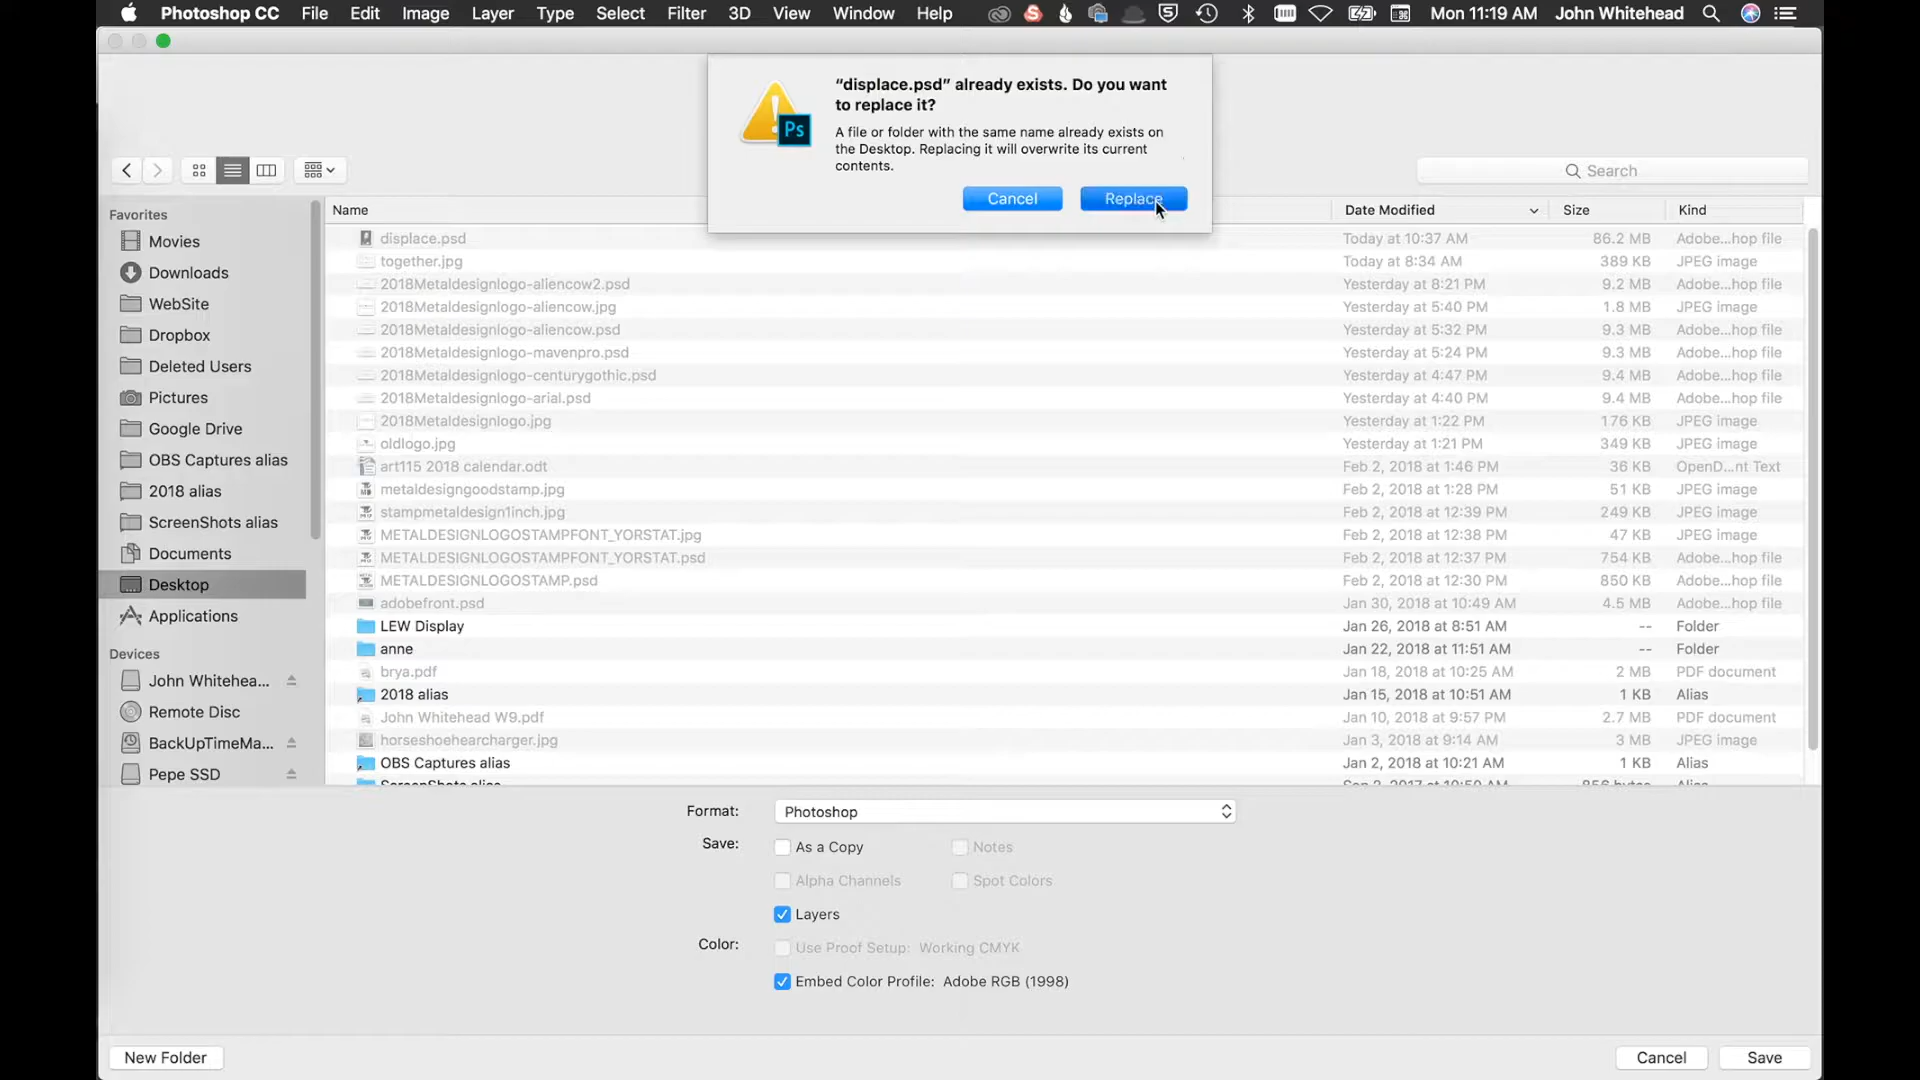 Photoshop CC File Edit Image Layer Type Select Filter 3D View Window Help Mon 11:19 AM John Whitehead
“displace.psd” already exists. Do you want
to replace it?
A file or folder with the same name already exists on
the Desktop. Replacing it will overwrite its current
contents.
Ps
Cancel Replace
Search
Favorites
Movies
Downloads
WebSite
Dropbox
Deleted Users
Pictures
Google Drive
OBS Captures alias
2018 alias
ScreenShots alias
Documents
Desktop
Applications
Devices
John Whitehea...
Remote Disc
BackUpTimeMa...
Pepe SSD
Name Date Modified Size Kind
displace.psd Today at 10:37 AM 86.2 MB Adobe...hop file
together.jpg Today at 8:34 AM 389 KB JPEG image
2018Metaldesignlogo-aliencow2.psd Yesterday at 8:21 PM 9.2 MB Adobe...hop file
2018Metaldesignlogo-aliencow.jpg Yesterday at 5:40 PM 1.8 MB JPEG image
2018Metaldesignlogo-aliencow.psd Yesterday at 5:32 PM 9.3 MB Adobe...hop file
2018Metaldesignlogo-mavenpro.psd Yesterday at 5:24 PM 9.3 MB Adobe...hop file
2018Metaldesignlogo-centurygothic.psd Yesterday at 4:47 PM 9.4 MB Adobe...hop file
2018Metaldesignlogo-arial.psd Yesterday at 4:40 PM 9.4 MB Adobe...hop file
2018Metaldesignlogo.jpg Yesterday at 1:22 PM 176 KB JPEG image
oldlogo.jpg Yesterday at 1:21 PM 349 KB JPEG image
art115 2018 calendar.odt Feb 2, 2018 at 1:46 PM 36 KB OpenD...nt Text
metaldesigngoodstamp.jpg Feb 2, 2018 at 1:28 PM 51 KB JPEG image
stampmetaldesign1inch.jpg Feb 2, 2018 at 12:39 PM 249 KB JPEG image
METALDESIGNLOGOSTAMPFONT_YORSTAT.jpg Feb 2, 2018 at 12:38 PM 47 KB JPEG image
METALDESIGNLOGOSTAMPFONT_YORSTAT.psd Feb 2, 2018 at 12:37 PM 754 KB Adobe...hop file
METALDESIGNLOGOSTAMP.psd Feb 2, 2018 at 12:30 PM 850 KB Adobe...hop file
adobefront.psd Jan 30, 2018 at 10:49 AM 4.5 MB Adobe...hop file
LEW Display Jan 26, 2018 at 8:51 AM -- Folder
anne Jan 22, 2018 at 11:51 AM -- Folder
brya.pdf Jan 18, 2018 at 10:25 AM 2 MB PDF document
2018 alias Jan 15, 2018 at 10:51 AM 1 KB Alias
John Whitehead W9.pdf Jan 10, 2018 at 9:57 PM 2.7 MB PDF document
horseshoehearcharger.jpg Jan 3, 2018 at 9:14 AM 3 MB JPEG image
OBS Captures alias Jan 2, 2018 at 10:21 AM 1 KB Alias
ScreenShots alias
Format: Photoshop
Save: As a Copy Notes
Alpha Channels Spot Colors
Layers
Color: Use Proof Setup: Working CMYK
Embed Color Profile: Adobe RGB (1998)
New Folder Cancel Save